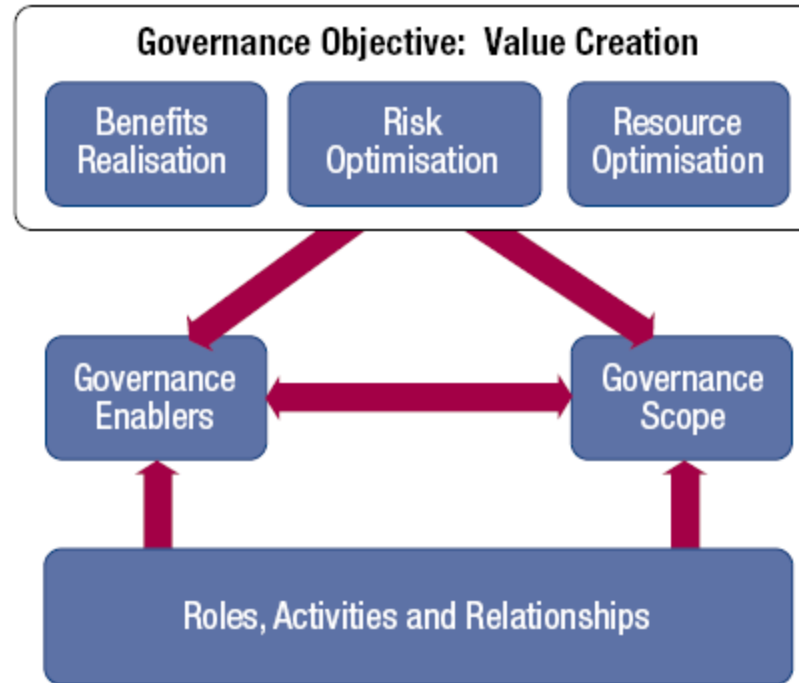 Governance Objective: Value Creation
Benefits
Realisation
Risk
Optimisation
Resource
Optimisation
Governance
Enablers
Governance
Scope
Roles, Activities and Relationships